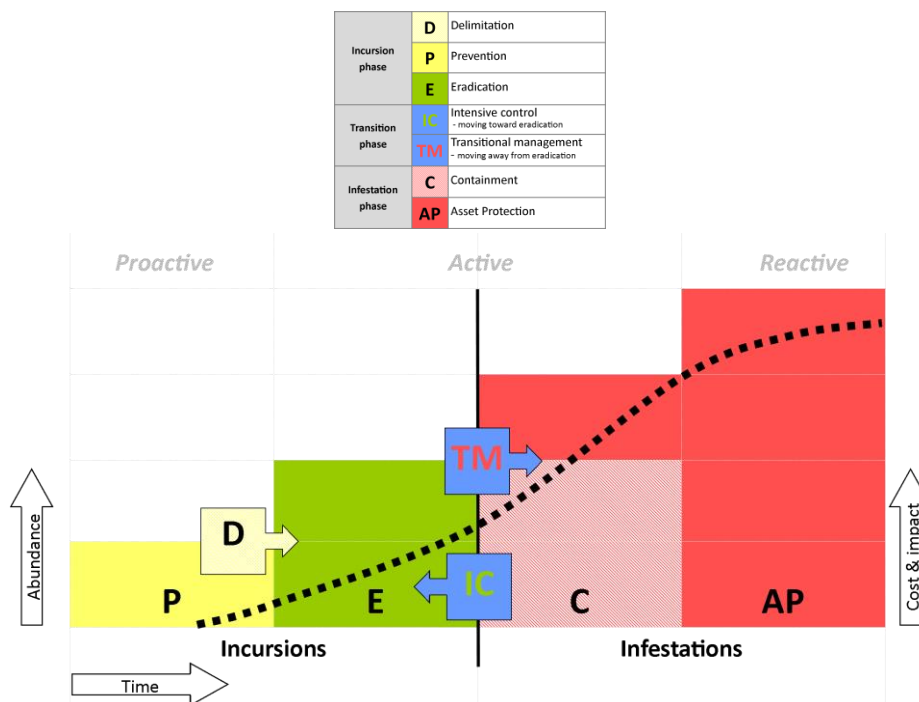 Incursion
phase
D Delimitation
P Prevention
E Eradication
Transition
phase
IC Intensive control
- moving toward eradication
TM Transitional management
- moving away from eradication
Infestation
phase
C Containment
AP Asset Protection
Proactive Active Reactive
TM
D
IC
P E C AP
Abundance
Cost & impact
Incursions Infestations
Time